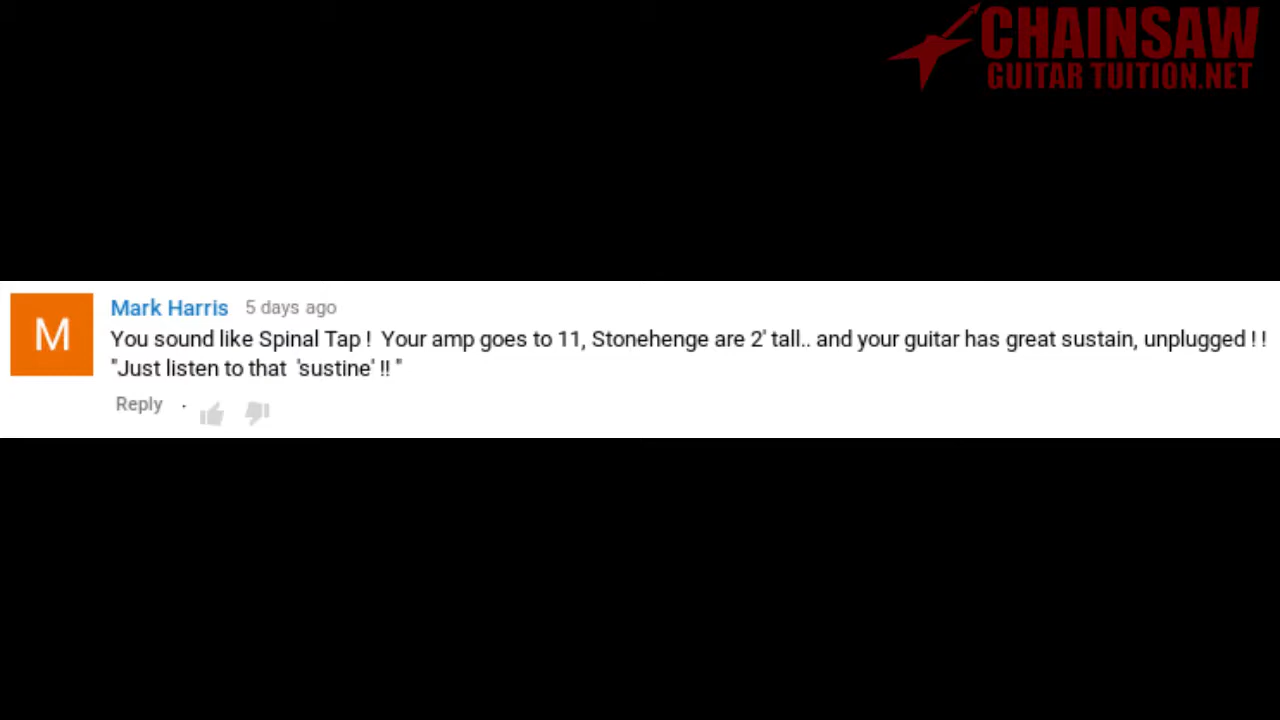 CHAINSAW
GUITAR TUITION.NET
M
Mark Harris 5 days ago
You sound like Spinal Tap ! Your amp goes to 11, Stonehenge are 2' tall.. and your guitar has great sustain, unplugged ! !
"Just listen to that 'sustine' !! "
Reply ·